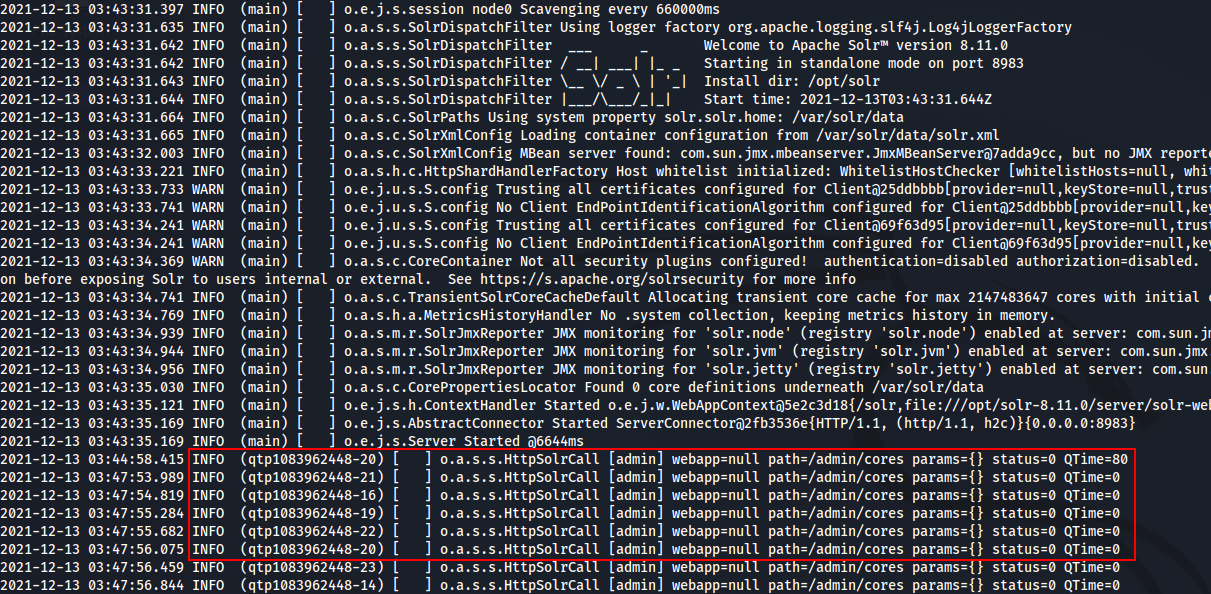 2021-12-13 03:43:31.397 INFO  (main) [   ] o.e.j.s.session node0 Scavenging every 660000ms
2021-12-13 03:43:31.635 INFO  (main) [   ] o.a.s.s.SolrDispatchFilter Using logger factory org.apache.logging.slf4j.Log4jLoggerFactory
2021-12-13 03:43:31.642 INFO  (main) [   ] o.a.s.s.SolrDispatchFilter  ___      _       Welcome to Apache Solr™ version 8.11.0
2021-12-13 03:43:31.642 INFO  (main) [   ] o.a.s.s.SolrDispatchFilter / __| ___| |_ _   Starting in standalone mode on port 8983
2021-12-13 03:43:31.643 INFO  (main) [   ] o.a.s.s.SolrDispatchFilter \__ \/ _ \ | '_|  Install dir: /opt/solr
2021-12-13 03:43:31.644 INFO  (main) [   ] o.a.s.s.SolrDispatchFilter |___/\___/_|_|    Start time: 2021-12-13T03:43:31.644Z
2021-12-13 03:43:31.664 INFO  (main) [   ] o.a.s.c.SolrPaths Using system property solr.solr.home: /var/solr/data
2021-12-13 03:43:31.665 INFO  (main) [   ] o.a.s.c.SolrXmlConfig Loading container configuration from /var/solr/data/solr.xml
2021-12-13 03:43:32.003 INFO  (main) [   ] o.a.s.c.SolrXmlConfig MBean server found: com.sun.jmx.mbeanserver.JmxMBeanServer@7adda9cc, but no JMX reporte
2021-12-13 03:43:33.221 INFO  (main) [   ] o.a.s.h.c.HttpShardHandlerFactory Host whitelist initialized: WhitelistHostChecker [whitelistHosts=null, whit
2021-12-13 03:43:33.733 WARN  (main) [   ] o.e.j.u.s.S.config Trusting all certificates configured for Client@25ddbbbb[provider=null,keyStore=null,trust
2021-12-13 03:43:33.741 WARN  (main) [   ] o.e.j.u.s.S.config No Client EndPointIdentificationAlgorithm configured for Client@25ddbbbb[provider=null,key
2021-12-13 03:43:34.241 WARN  (main) [   ] o.e.j.u.s.S.config Trusting all certificates configured for Client@69f63d95[provider=null,keyStore=null,trust
2021-12-13 03:43:34.241 WARN  (main) [   ] o.e.j.u.s.S.config No Client EndPointIdentificationAlgorithm configured for Client@69f63d95[provider=null,key
2021-12-13 03:43:34.369 WARN  (main) [   ] o.a.s.c.CoreContainer Not all security plugins configured!  authentication=disabled authorization=disabled.
on before exposing Solr to users internal or external.  See https://s.apache.org/solrsecurity for more info
2021-12-13 03:43:34.741 INFO  (main) [   ] o.a.s.c.TransientSolrCoreCacheDefault Allocating transient core cache for max 2147483647 cores with initial c
2021-12-13 03:43:34.769 INFO  (main) [   ] o.a.s.h.a.MetricsHistoryHandler No .system collection, keeping metrics history in memory.
2021-12-13 03:43:34.939 INFO  (main) [   ] o.a.s.m.r.SolrJmxReporter JMX monitoring for 'solr.node' (registry 'solr.node') enabled at server: com.sun.jm
2021-12-13 03:43:34.944 INFO  (main) [   ] o.a.s.m.r.SolrJmxReporter JMX monitoring for 'solr.jvm' (registry 'solr.jvm') enabled at server: com.sun.jmx.
2021-12-13 03:43:34.956 INFO  (main) [   ] o.a.s.m.r.SolrJmxReporter JMX monitoring for 'solr.jetty' (registry 'solr.jetty') enabled at server: com.sun.
2021-12-13 03:43:35.030 INFO  (main) [   ] o.a.s.c.CorePropertiesLocator Found 0 core definitions underneath /var/solr/data
2021-12-13 03:43:35.121 INFO  (main) [   ] o.e.j.s.h.ContextHandler Started o.e.j.w.WebAppContext@5e2c3d18{/solr,file:///opt/solr-8.11.0/server/solr-web
2021-12-13 03:43:35.169 INFO  (main) [   ] o.e.j.s.AbstractConnector Started ServerConnector@2fb3536e{HTTP/1.1, (http/1.1, h2c)}{0.0.0.0:8983}
2021-12-13 03:43:35.169 INFO  (main) [   ] o.e.j.s.Server Started @6644ms
2021-12-13 03:44:58.415 INFO  (qtp1083962448-20) [   ] o.a.s.s.HttpSolrCall [admin] webapp=null path=/admin/cores params={} status=0 QTime=80
2021-12-13 03:47:53.989 INFO  (qtp1083962448-21) [   ] o.a.s.s.HttpSolrCall [admin] webapp=null path=/admin/cores params={} status=0 QTime=0
2021-12-13 03:47:54.819 INFO  (qtp1083962448-16) [   ] o.a.s.s.HttpSolrCall [admin] webapp=null path=/admin/cores params={} status=0 QTime=0
2021-12-13 03:47:55.284 INFO  (qtp1083962448-19) [   ] o.a.s.s.HttpSolrCall [admin] webapp=null path=/admin/cores params={} status=0 QTime=0
2021-12-13 03:47:55.682 INFO  (qtp1083962448-22) [   ] o.a.s.s.HttpSolrCall [admin] webapp=null path=/admin/cores params={} status=0 QTime=0
2021-12-13 03:47:56.075 INFO  (qtp1083962448-20) [   ] o.a.s.s.HttpSolrCall [admin] webapp=null path=/admin/cores params={} status=0 QTime=0
2021-12-13 03:47:56.459 INFO  (qtp1083962448-23) [   ] o.a.s.s.HttpSolrCall [admin] webapp=null path=/admin/cores params={} status=0 QTime=0
2021-12-13 03:47:56.844 INFO  (qtp1083962448-14) [   ] o.a.s.s.HttpSolrCall [admin] webapp=null path=/admin/cores params={} status=0 QTime=0